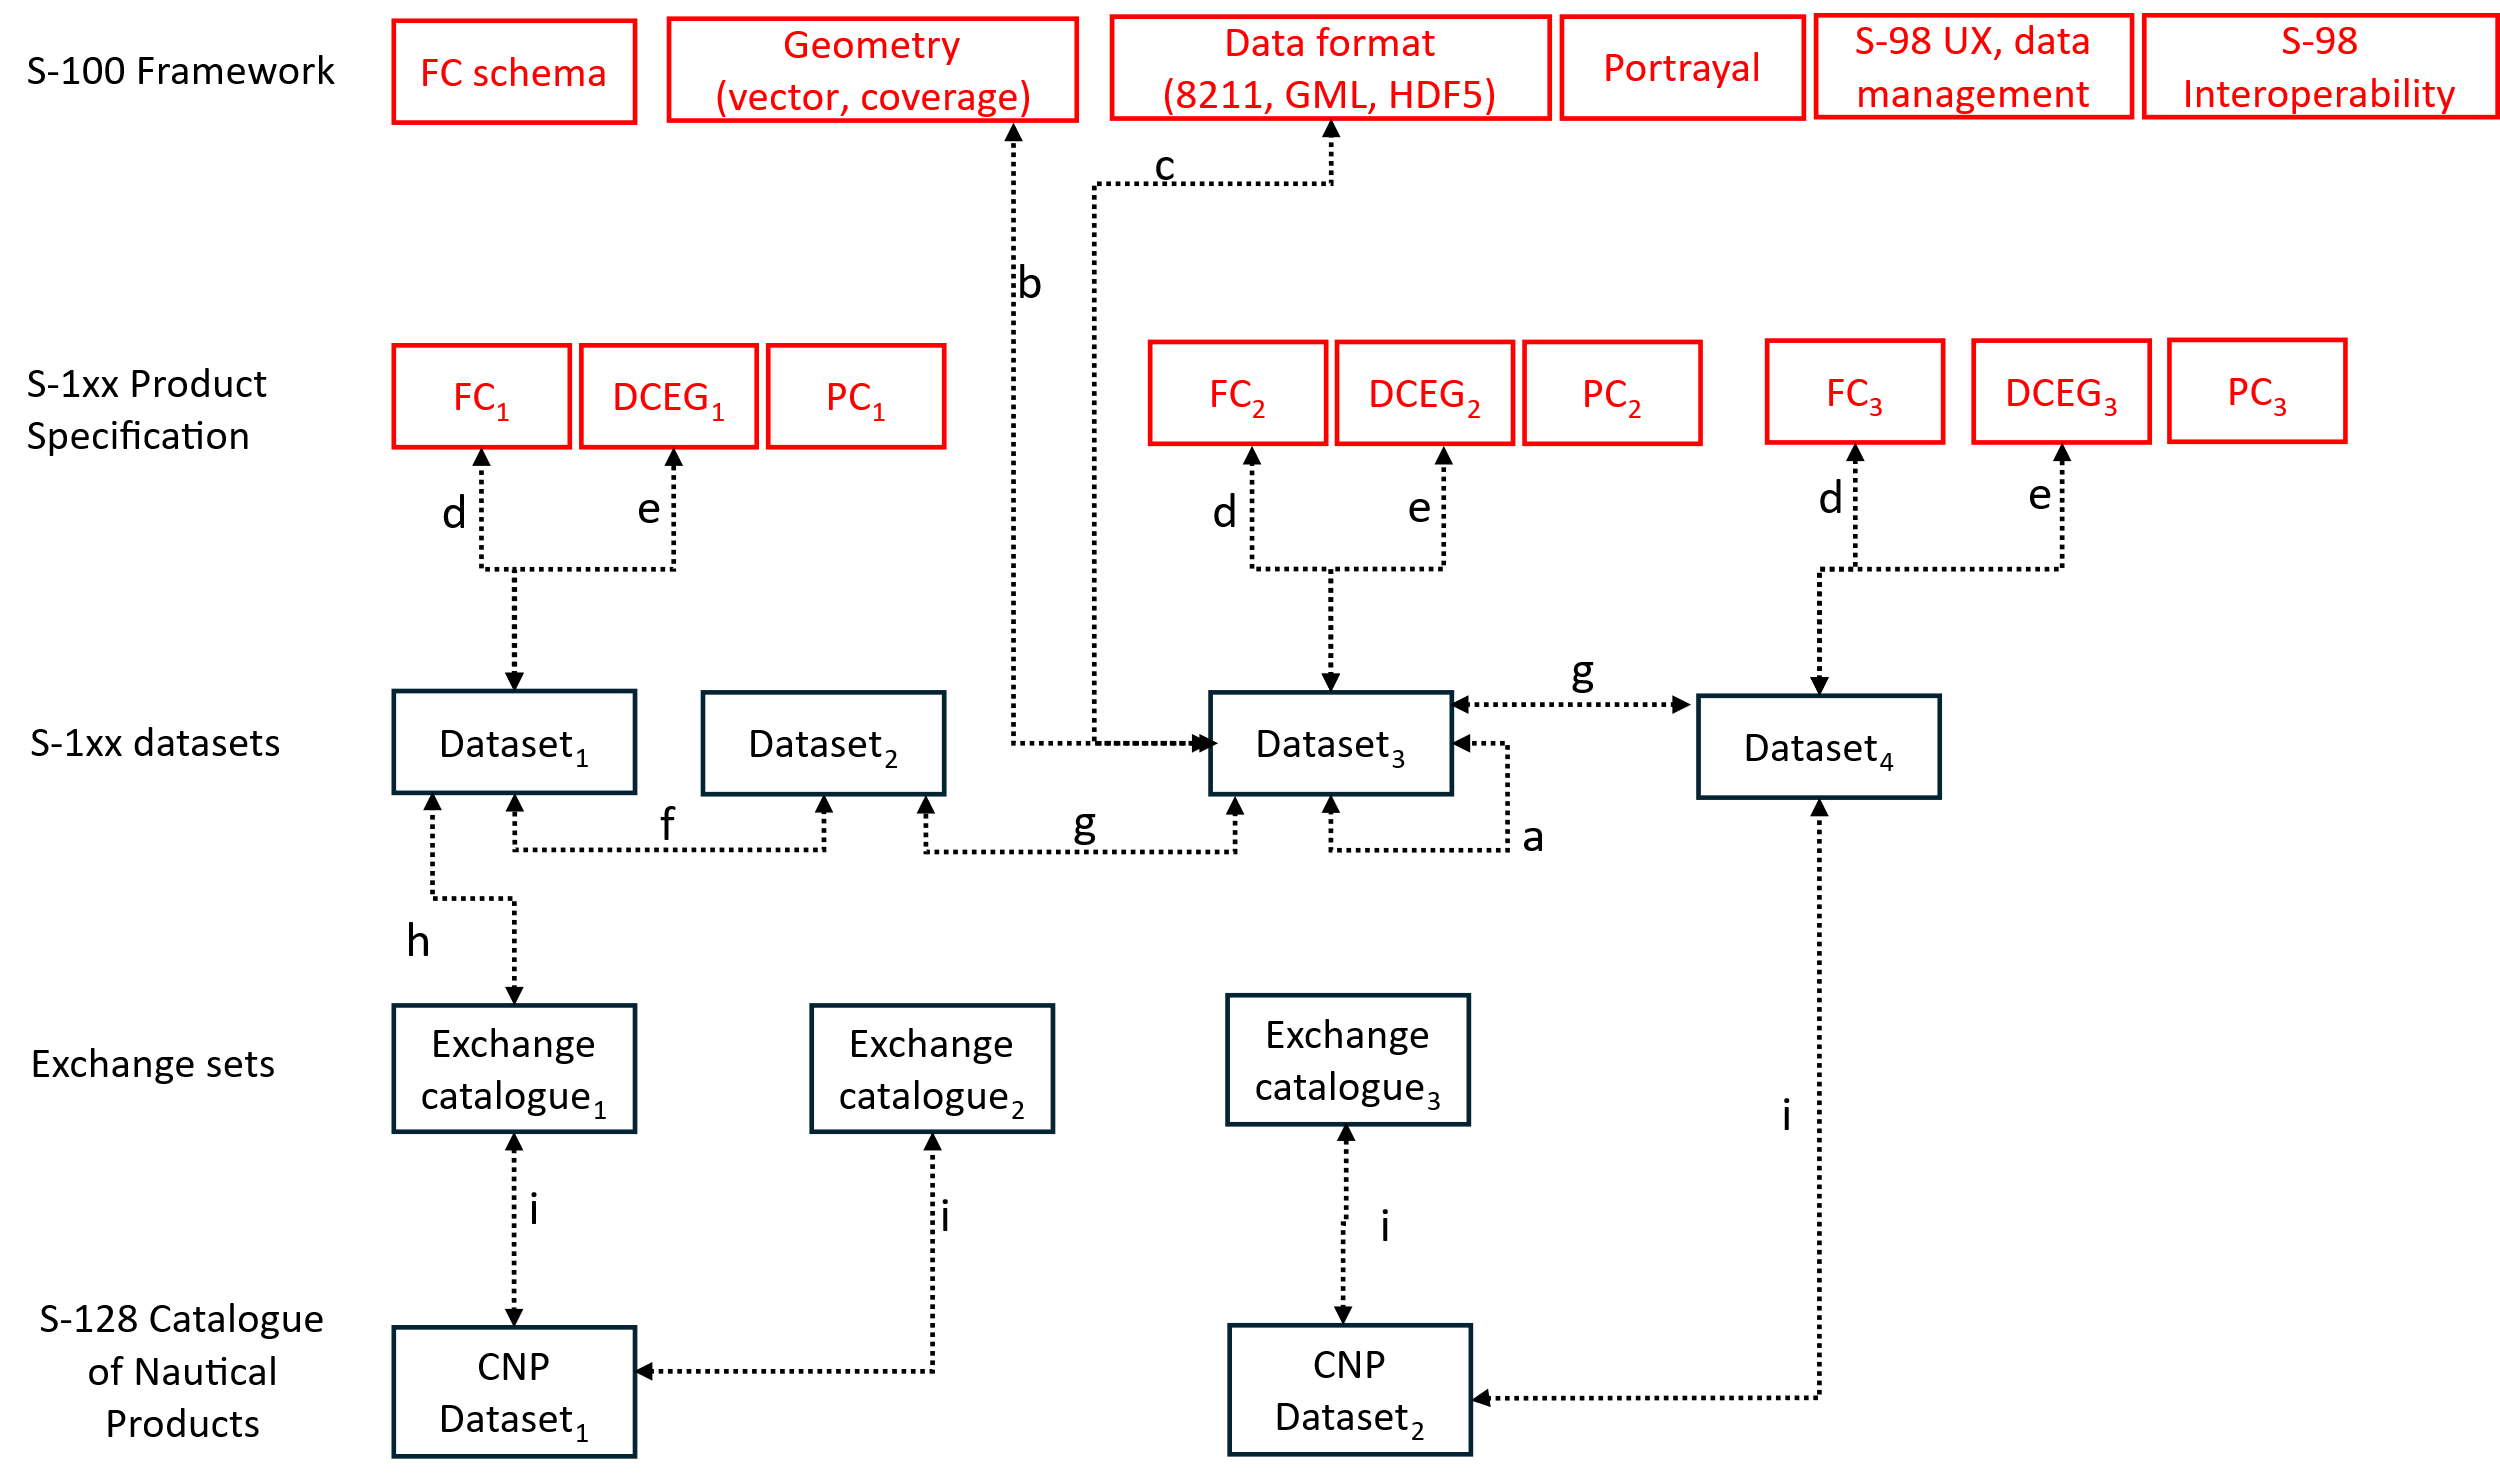 S-100 Framework
FC schema
Geometry
(vector, coverage)
Data format
(8211, GML, HDF5)
Portrayal
S-98 UX, data
management
S-98
Interoperability
c
b
S-1xx Product
Specification
FC1
DCEG1
PC1
FC2
DCEG2
PC2
FC3
DCEG3
PC3
d
e
d
e
d
e
g
S-1xx datasets
Dataset1
Dataset2
Dataset3
Dataset4
f
g
a
h
Exchange sets
Exchange
catalogue1
Exchange
catalogue2
Exchange
catalogue3
i
i
i
i
S-128 Catalogue
of Nautical
Products
CNP
Dataset1
CNP
Dataset2